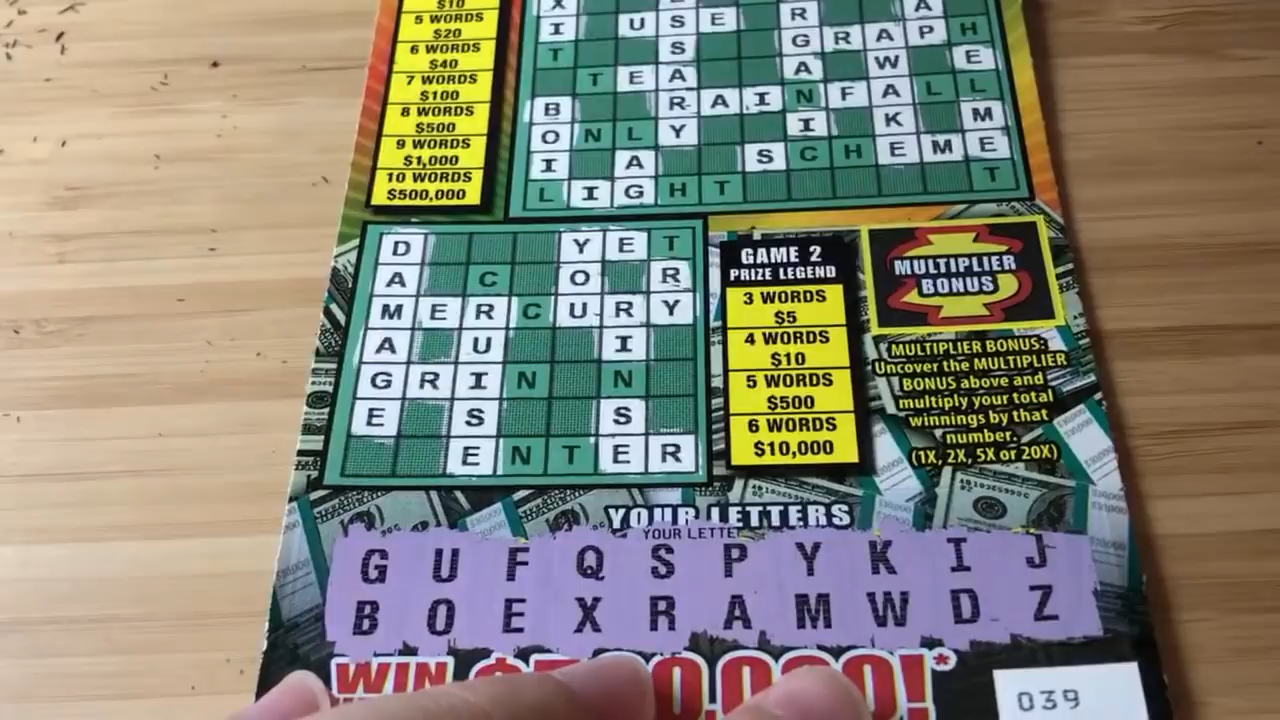 $10
5 WORDS
$20
6 WORDS
$40
7 WORDS
$100
8 WORDS
$500
9 WORDS
$1,000
10 WORDS
$500,000
X S R A
I U S E S G R A P H
T S A W E
T E A N A L
B R A I N F A L L
O N L Y I K M
I A S C H E M E
L I G H T T
D Y E T
A C O R
M E R C U R Y
A U I
G R I N N
E S S
E N T E R
GAME 2
PRIZE LEGEND
3 WORDS
$5
4 WORDS
$10
5 WORDS
$500
6 WORDS
$10,000
MULTIPLIER
BONUS
MULTIPLIER BONUS:
Uncover the MULTIPLIER
BONUS above and
multiply your total
winnings by that
number.
(1X, 2X, 5X or 20X)
YOUR LETTERS
YOUR LETTE
G U F Q S P Y K I J
B O E X R A M W D Z
WIN
039